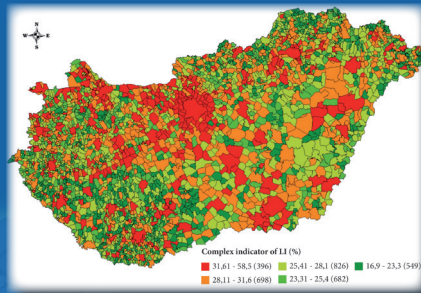 N
W E
S
Complex indicator of LI (%)
31,61 - 58,5 (396) 25,41 - 28,1 (826) 16,9 - 23,3 (549)
28,11 - 31,6 (698) 23,31 - 25,4 (682)